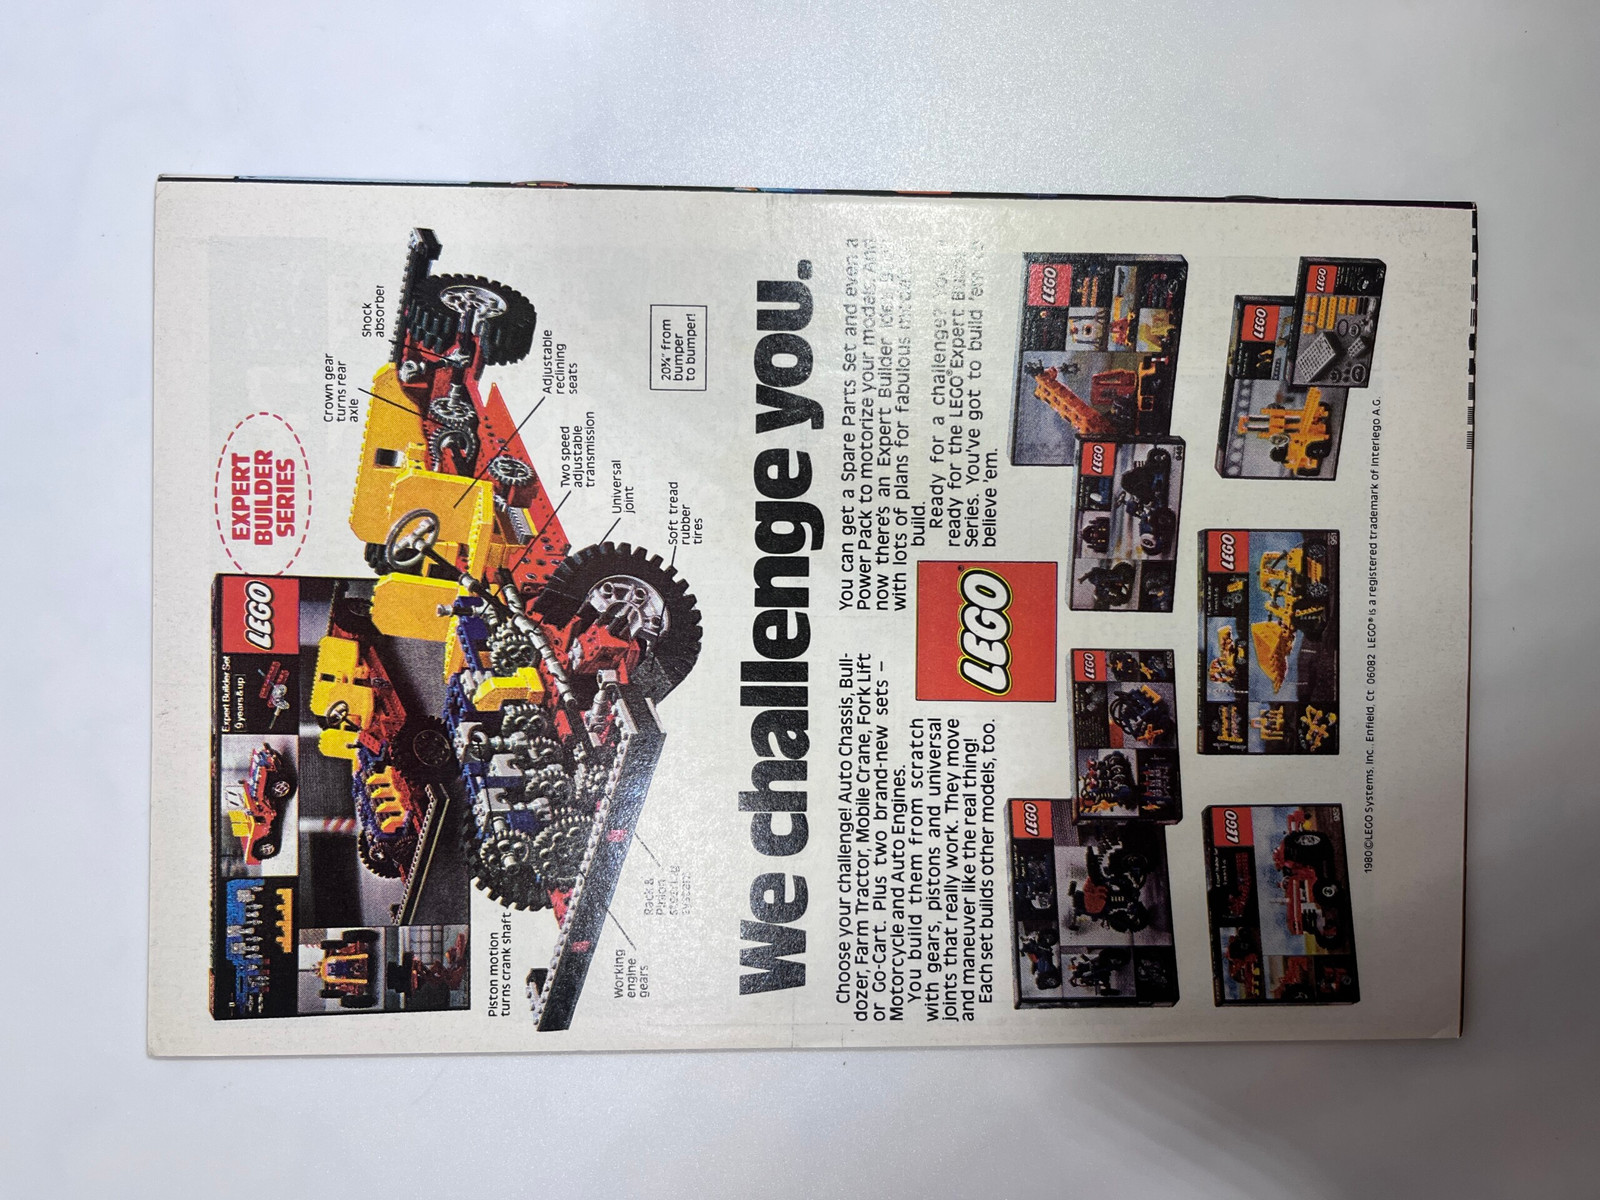 EXPERT
BUILDER
SERIES
LEGO
Expert Builder Set
9 years & up
Shock
absorber
Crown gear
turns rear
axle
Adjustable
reclining
seats
Two speed
adjustable
transmission
Universal
joint
Soft tread
rubber
tires
20¾" from
bumper
to bumper!
Piston motion
turns crank shaft
Working
engine
gears
Rack &
Pinion
steering
system
We challenge you.
Choose your challenge! Auto Chassis, Bull-
dozer, Farm Tractor, Mobile Crane, Fork Lift
or Go-Cart. Plus two brand-new sets –
Motorcycle and Auto Engines.
You build them from scratch
with gears, pistons and universal
joints that really work. They move
and maneuver like the real thing!
Each set builds other models, too.
You can get a Spare Parts Set and even a
Power Pack to motorize your models. And
now there's an Expert Builder
with lots of plans for fabulous
build.
Ready for a challenge?
ready for the LEGO® Expert
Series. You've got to build 'em to
believe 'em.
LEGO®
LEGO
LEGO
LEGO
LEGO
LEGO
LEGO
LEGO
LEGO
1980 ©LEGO Systems, Inc. Enfield, Ct. 06082 LEGO® is a registered trademark of Interlego A.G.